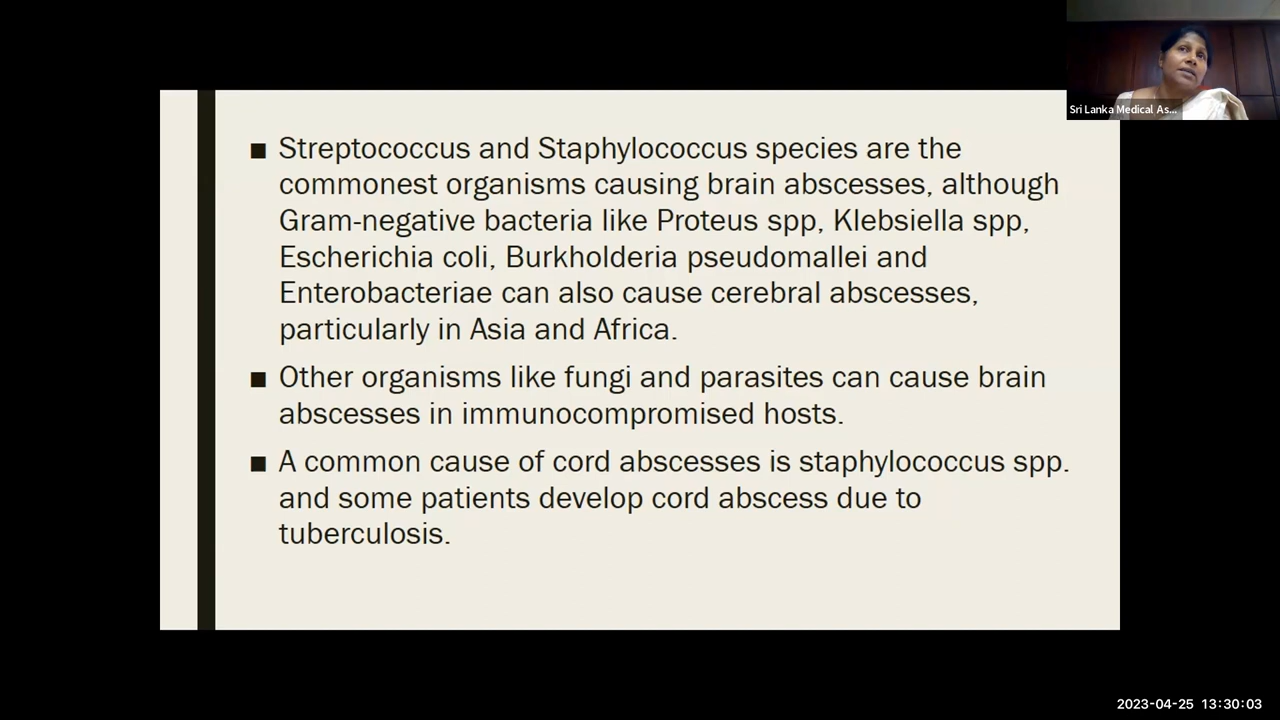 Sri Lanka Medical As...
■ Streptococcus and Staphylococcus species are the
commonest organisms causing brain abscesses, although
Gram-negative bacteria like Proteus spp, Klebsiella spp,
Escherichia coli, Burkholderia pseudomallei and
Enterobacteriae can also cause cerebral abscesses,
particularly in Asia and Africa.
■ Other organisms like fungi and parasites can cause brain
abscesses in immunocompromised hosts.
■ A common cause of cord abscesses is staphylococcus spp.
and some patients develop cord abscess due to
tuberculosis.
2023-04-25 13:30:03